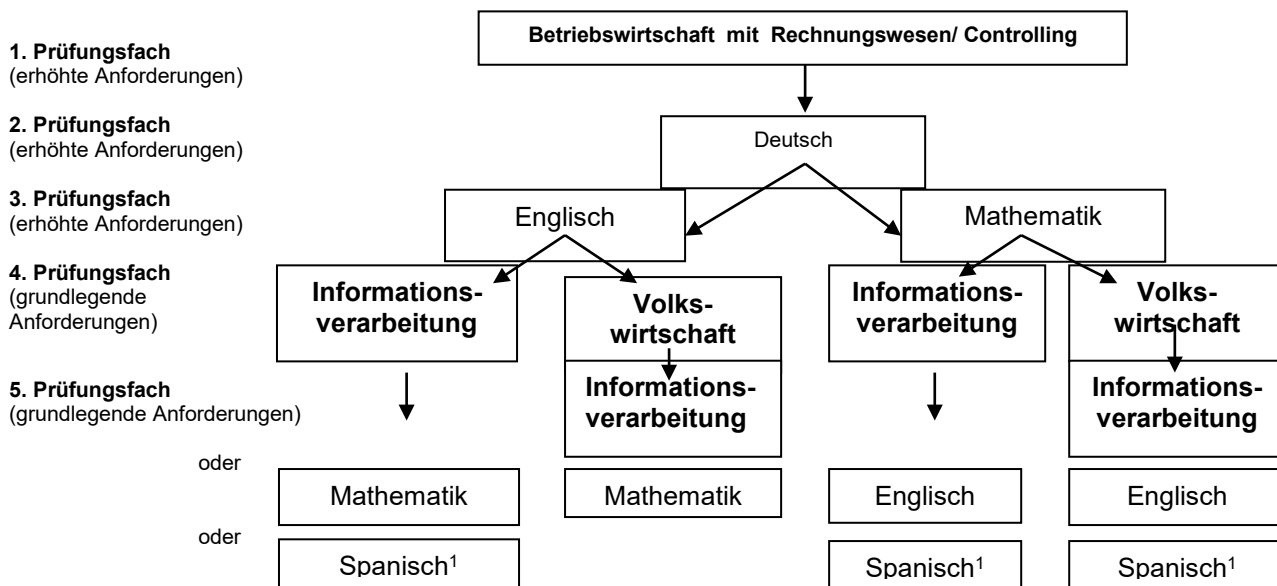 Betriebswirtschaft mit Rechnungswesen/ Controlling
1. Prüfungsfach
(erhöhte Anforderungen)
2. Prüfungsfach
(erhöhte Anforderungen)
Deutsch
3. Prüfungsfach
(erhöhte Anforderungen)
Englisch
Mathematik
4. Prüfungsfach
(grundlegende
Anforderungen)
Informations-
verarbeitung
Volks-
wirtschaft
Informations-
verarbeitung
Volks-
wirtschaft
5. Prüfungsfach
(grundlegende Anforderungen)
Informations-
verarbeitung
Informations-
verarbeitung
oder
Mathematik
Mathematik
Englisch
Englisch
oder
Spanisch¹
Spanisch¹
Spanisch¹